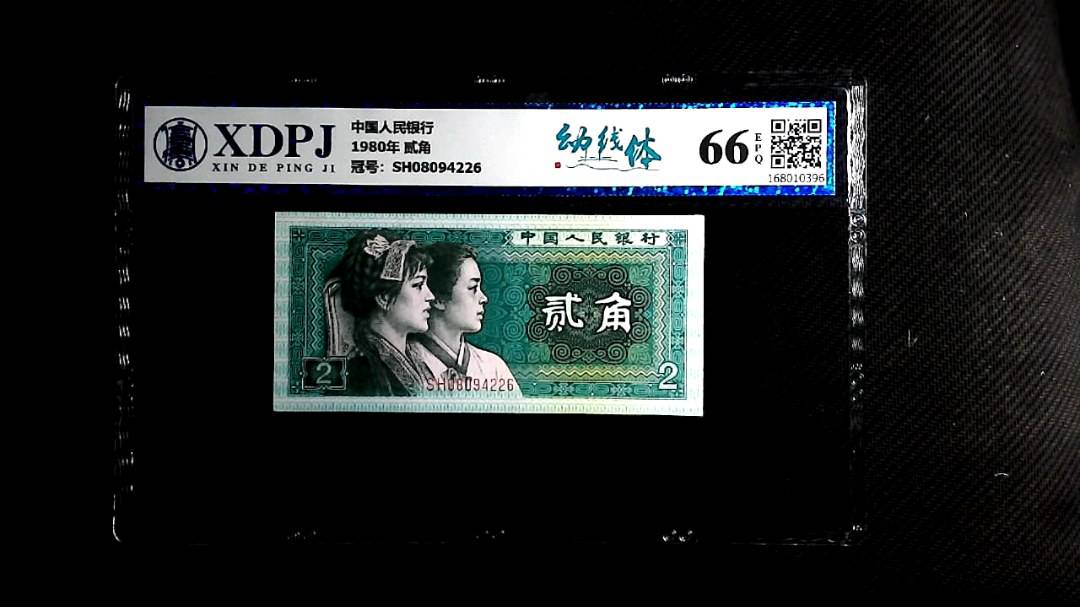 XDPJ
XIN DE PING JI
中国人民银行
1980年 贰角
冠号: SH08094226
幼线体
66 EPQ
168010396
中国人民银行
贰角
2
SH08094226
2